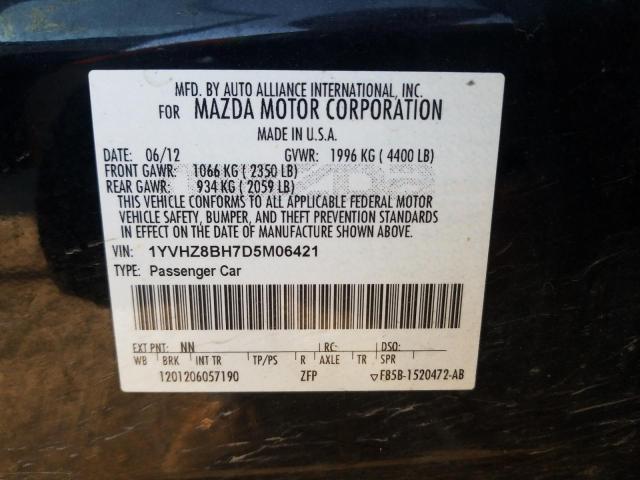 MFD. BY AUTO ALLIANCE INTERNATIONAL, INC.
FOR MAZDA MOTOR CORPORATION
MADE IN U.S.A.
DATE: 06/12 GVWR: 1996 KG ( 4400 LB)
FRONT GAWR: 1066 KG ( 2350 LB)
REAR GAWR: 934 KG ( 2059 LB)
THIS VEHICLE CONFORMS TO ALL APPLICABLE FEDERAL MOTOR
VEHICLE SAFETY, BUMPER, AND THEFT PREVENTION STANDARDS
IN EFFECT ON THE DATE OF MANUFACTURE SHOWN ABOVE.
VIN: 1YVHZ8BH7D5M06421
TYPE: Passenger Car
EXT PNT: NN RC: DSO:
WB BRK INT TR TP/PS R AXLE TR SPR
1201206057190 ZFP ▽FB5B-1520472-AB